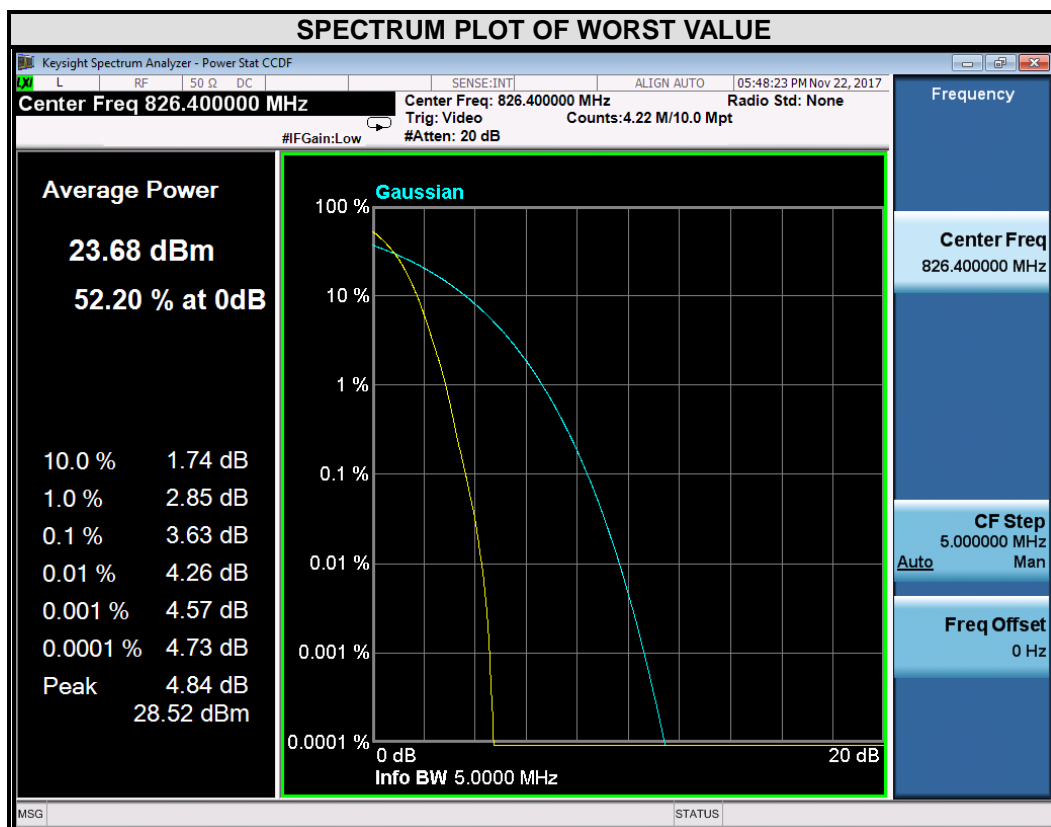 SPECTRUM PLOT OF WORST VALUE
Keysight Spectrum Analyzer - Power Stat CCDF
LXI L RF 50 Ω DC SENSE:INT ALIGN AUTO 05:48:23 PM Nov 22, 2017
Center Freq 826.400000 MHz
Center Freq: 826.400000 MHz Radio Std: None
Trig: Video Counts:4.22 M/10.0 Mpt
#IFGain:Low #Atten: 20 dB
Average Power
23.68 dBm
52.20 % at 0dB
10.0 % 1.74 dB
1.0 % 2.85 dB
0.1 % 3.63 dB
0.01 % 4.26 dB
0.001 % 4.57 dB
0.0001 % 4.73 dB
Peak 4.84 dB
28.52 dBm
Gaussian
100 %
10 %
1 %
0.1 %
0.01 %
0.001 %
0.0001 %
0 dB 20 dB
Info BW 5.0000 MHz
Frequency
Center Freq
826.400000 MHz
CF Step
5.000000 MHz
Auto Man
Freq Offset
0 Hz
MSG STATUS